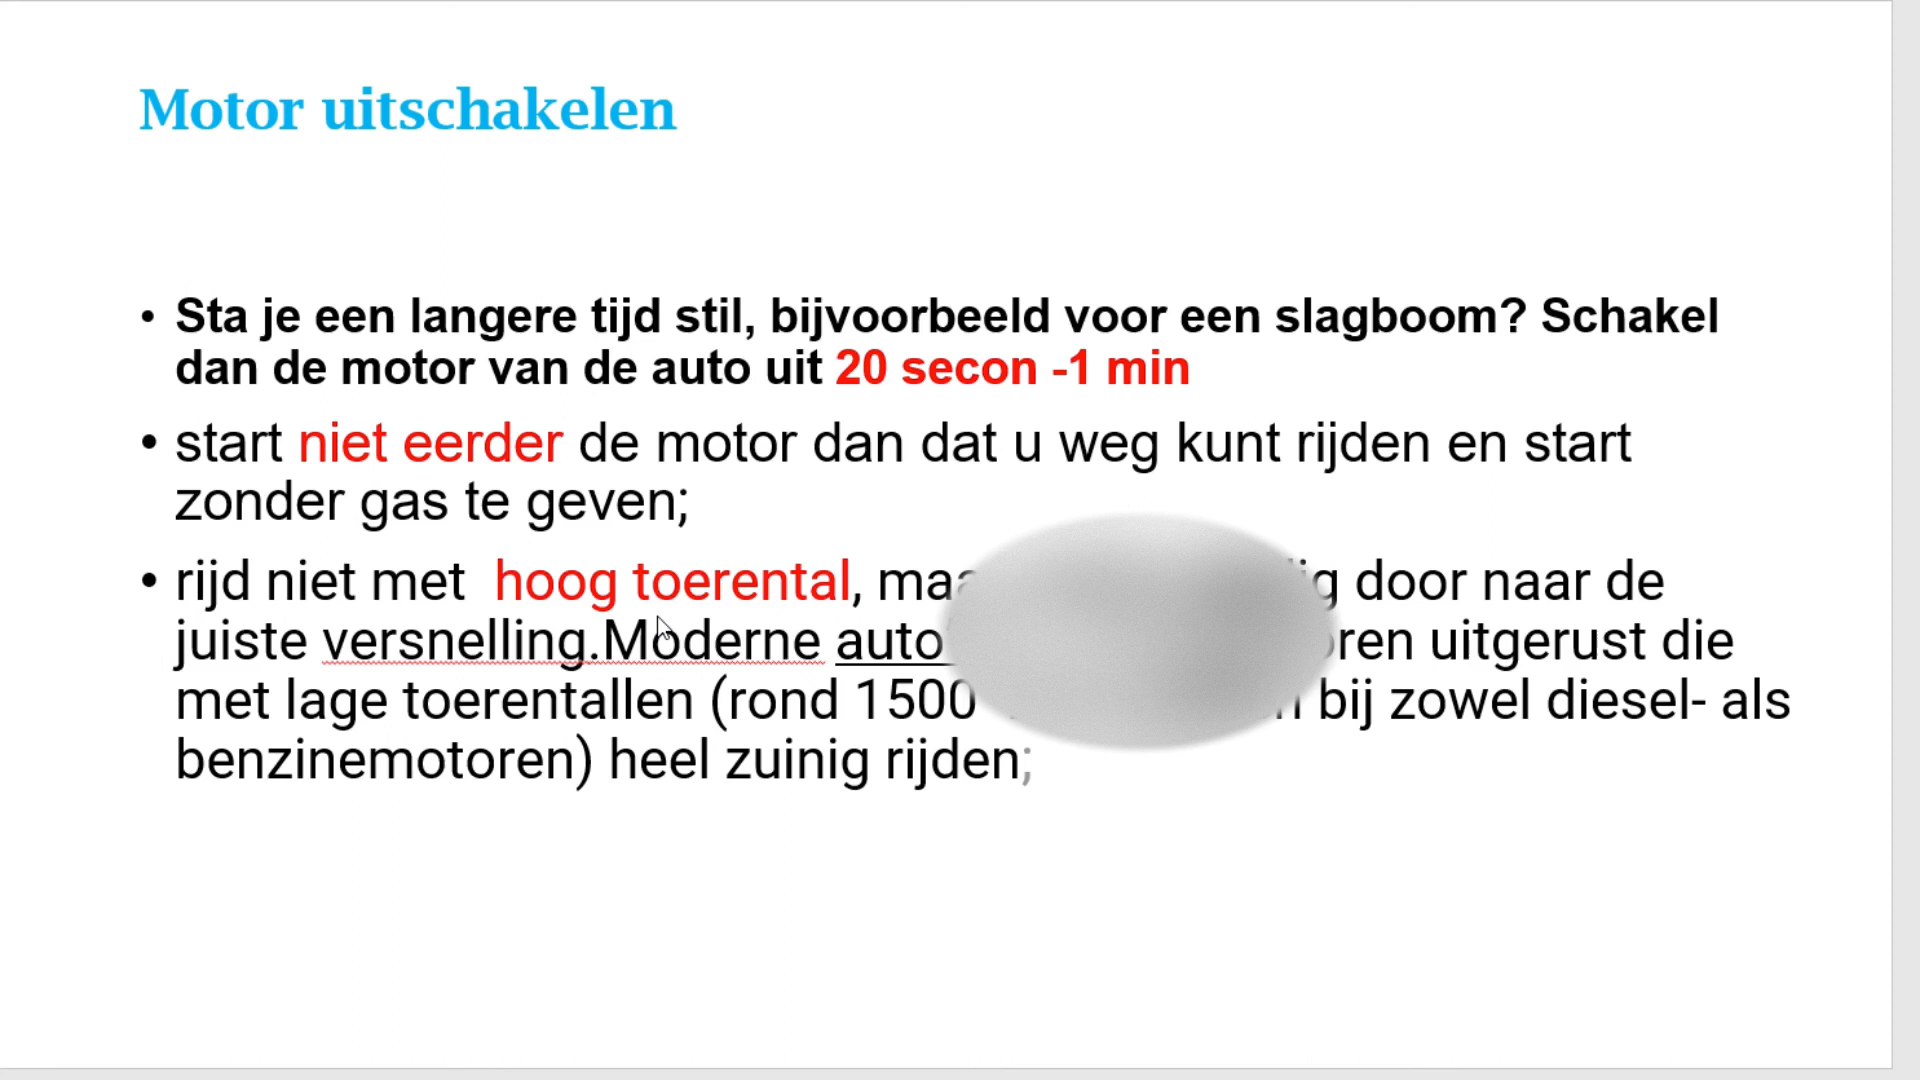 Motor uitschakelen
• Sta je een langere tijd stil, bijvoorbeeld voor een slagboom? Schakel
dan de motor van de auto uit 20 secon -1 min
• start niet eerder de motor dan dat u weg kunt rijden en start
zonder gas te geven;
• rijd niet met hoog toerental, door naar de
juiste versnelling.Moderne uitgerust die
met lage toerentallen (rond 1500 bij zowel diesel- als
benzinemotoren) heel zuinig rijden;